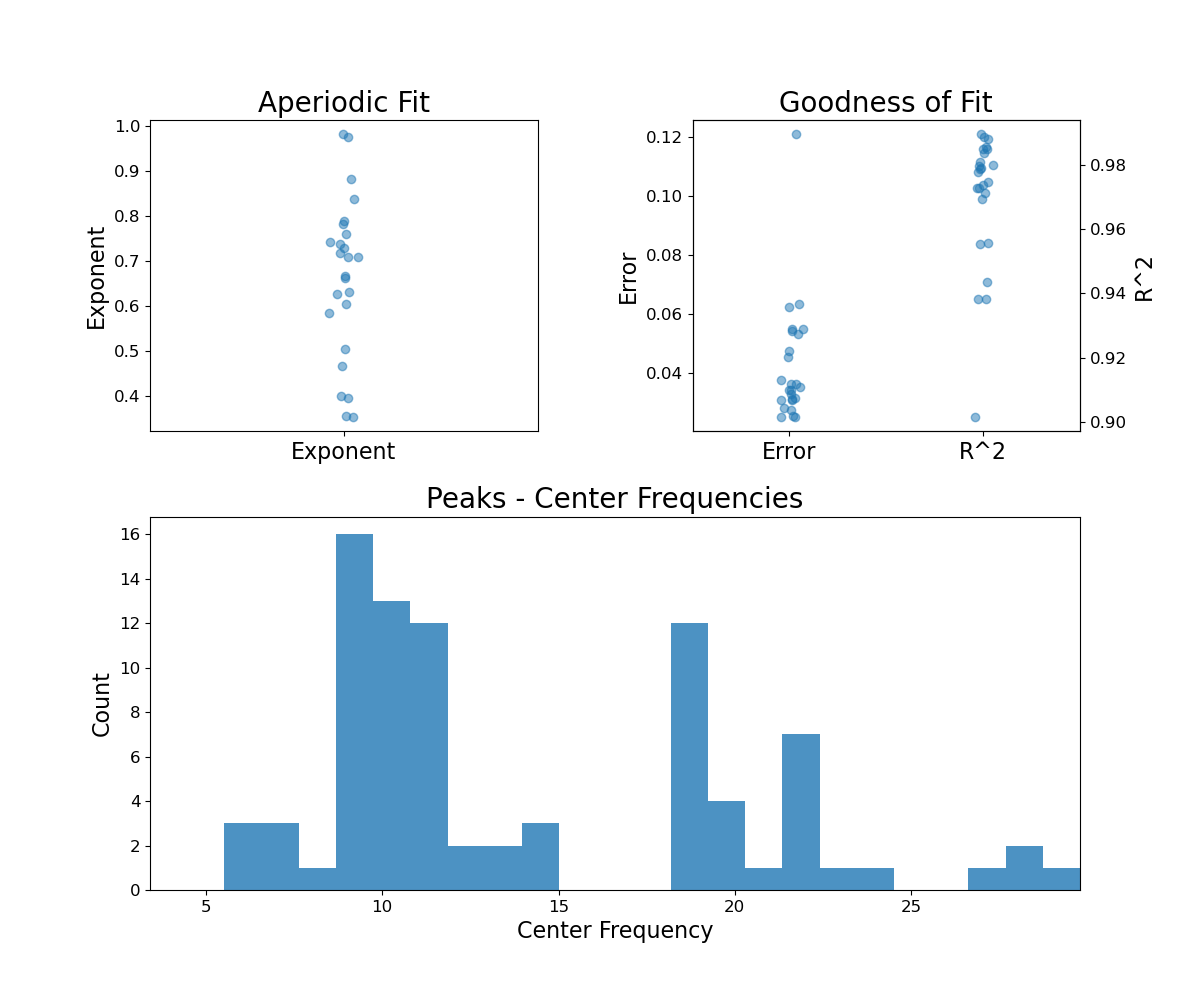 Aperiodic Fit
Exponent
1.0
0.9
0.8
0.7
0.6
0.5
0.4
Exponent
Goodness of Fit
Error
0.12
0.10
0.08
0.06
0.04
0.98
0.96
0.94
0.92
0.90
R^2
Error R^2
Peaks - Center Frequencies
Count
16
14
12
10
8
6
4
2
0
5 10 15 20 25
Center Frequency